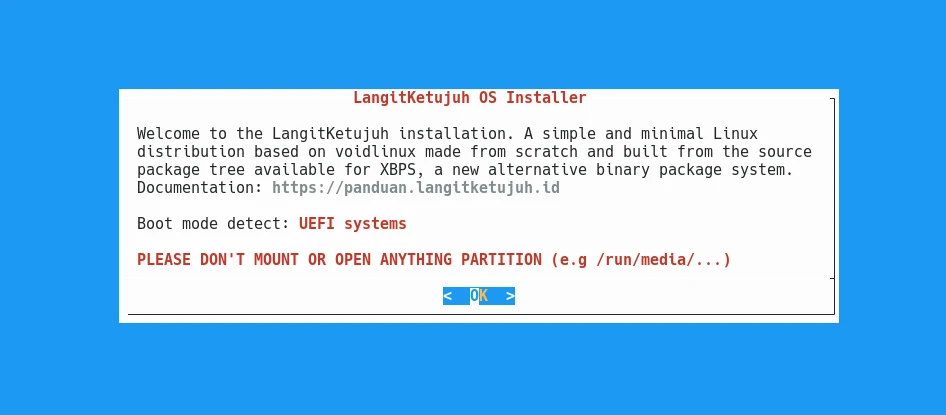 LangitKetujuh OS Installer
Welcome to the LangitKetujuh installation. A simple and minimal Linux
distribution based on voidlinux made from scratch and built from the source
package tree available for XBPS, a new alternative binary package system.
Documentation: https://panduan.langitketujuh.id
Boot mode detect: UEFI systems
PLEASE DON'T MOUNT OR OPEN ANYTHING PARTITION (e.g /run/media/...)
<  OK  >